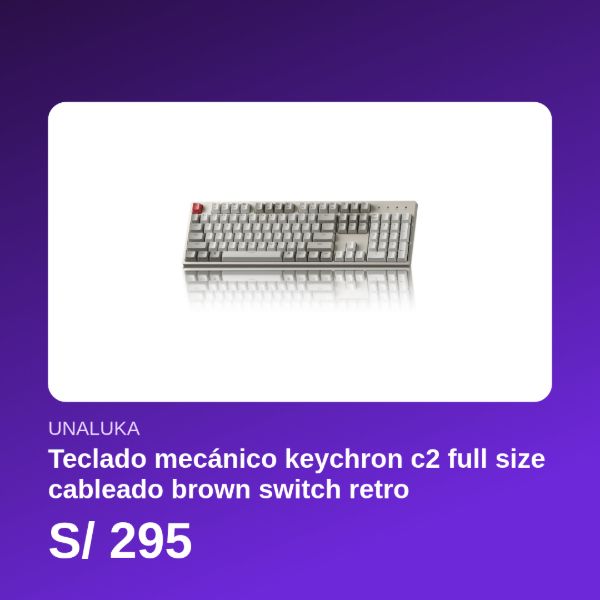 UNALUKA
Teclado mecánico keychron c2 full size
cableado brown switch retro
S/ 295